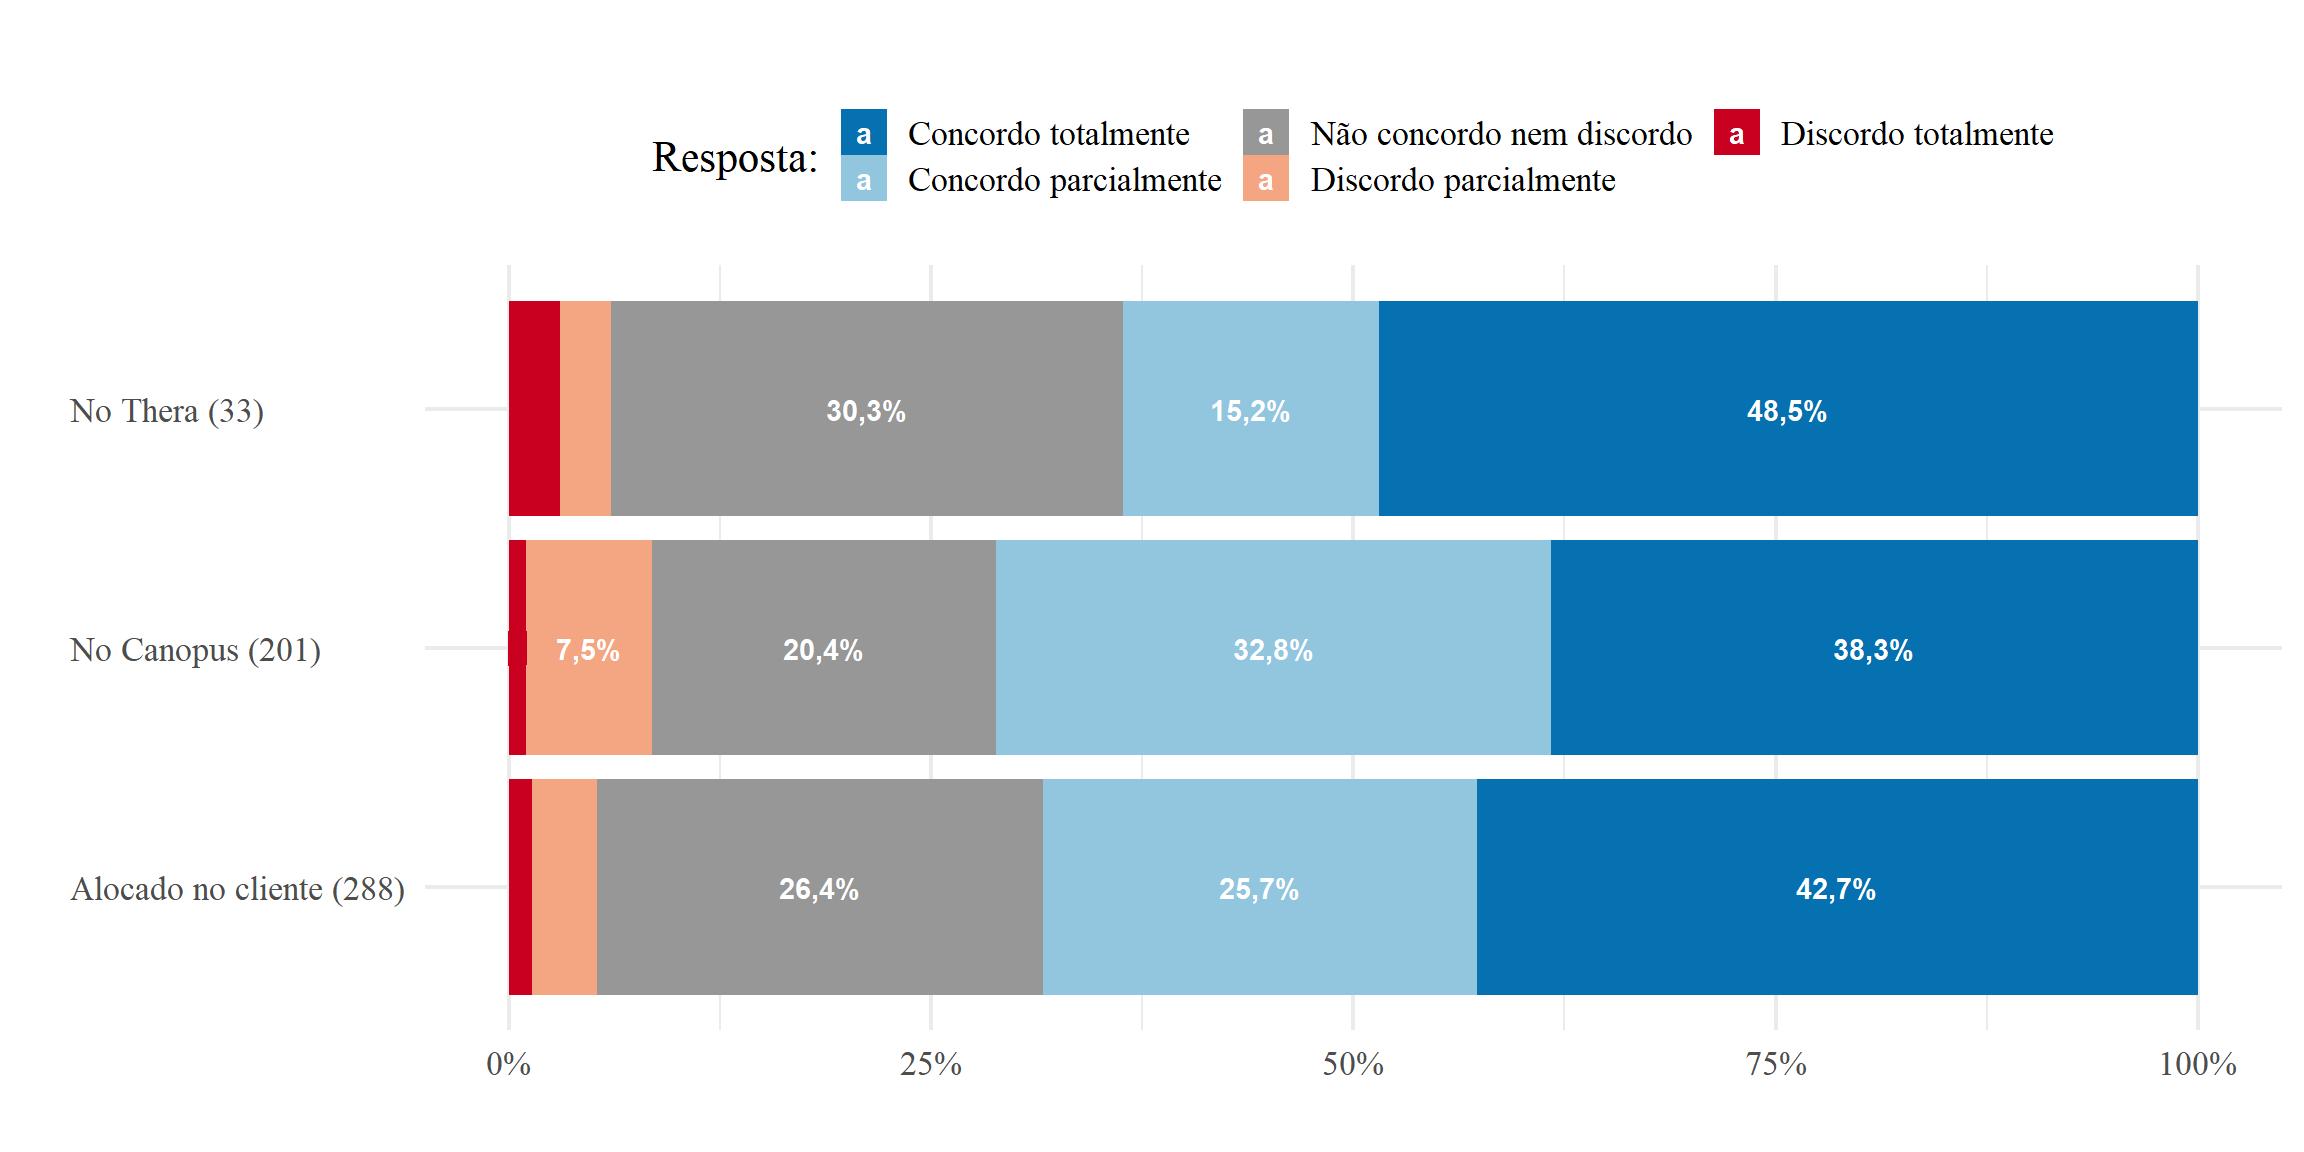 Resposta:
a Concordo totalmente
a Concordo parcialmente
a Não concordo nem discordo
a Discordo parcialmente
a Discordo totalmente
No Thera (33)
30,3% 15,2% 48,5%
No Canopus (201)
7,5% 20,4% 32,8% 38,3%
Alocado no cliente (288)
26,4% 25,7% 42,7%
0% 25% 50% 75% 100%